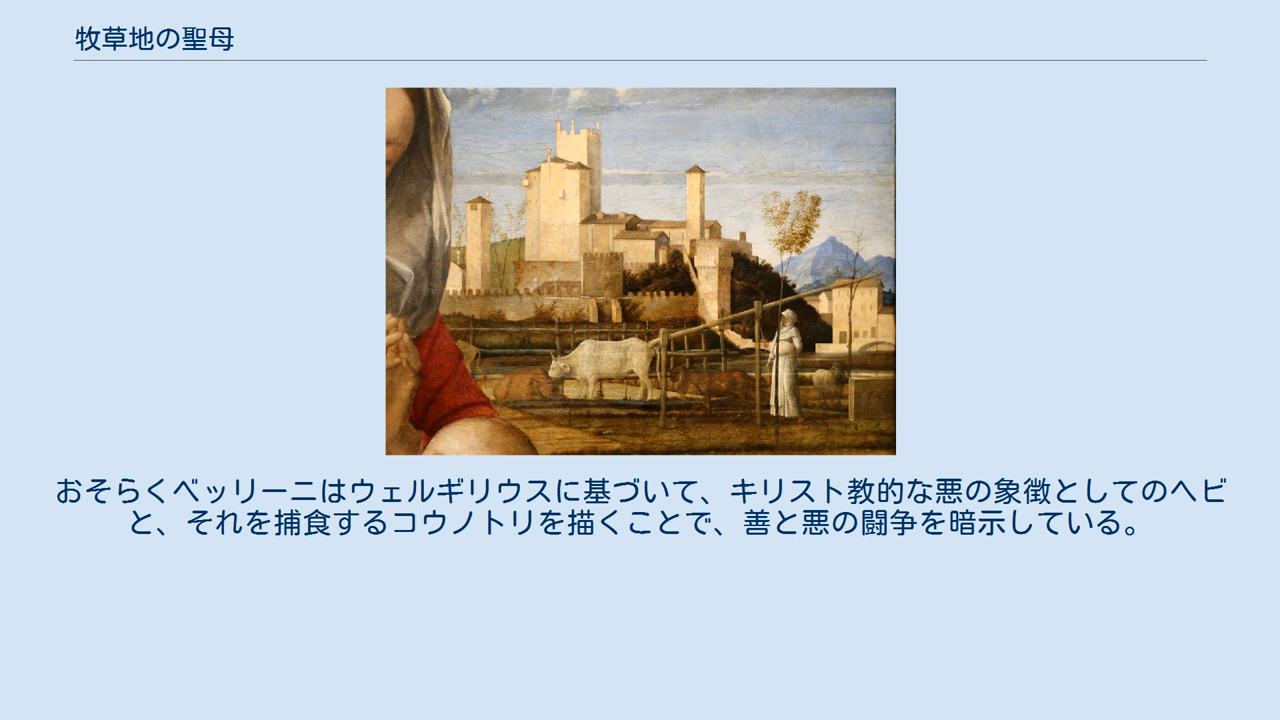 牧草地の聖母
おそらくベッリーニはウェルギリウスに基づいて、キリスト教的な悪の象徴としてのヘビ
と、それを捕食するコウノトリを描くことで、善と悪の闘争を暗示している。